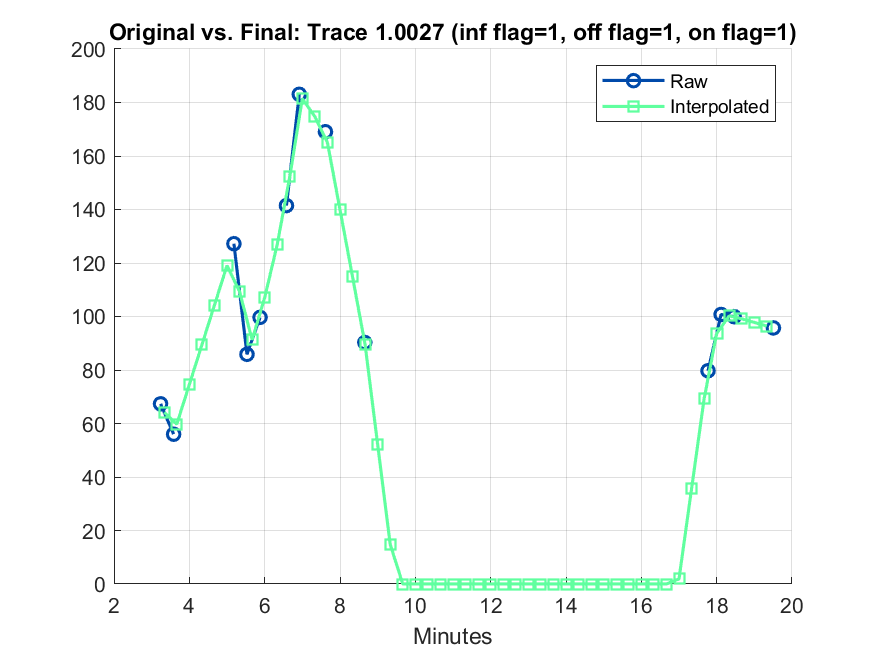 Original vs. Final: Trace 1.0027 (inf flag=1, off flag=1, on flag=1)
200
180
160
140
120
100
80
60
40
20
0
Raw
Interpolated
2 4 6 8 10 12 14 16 18 20
Minutes